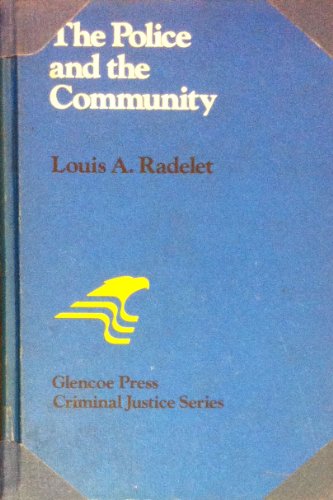 The Police
and the
Community
Louis A. Radelet
Glencoe Press
Criminal Justice Series